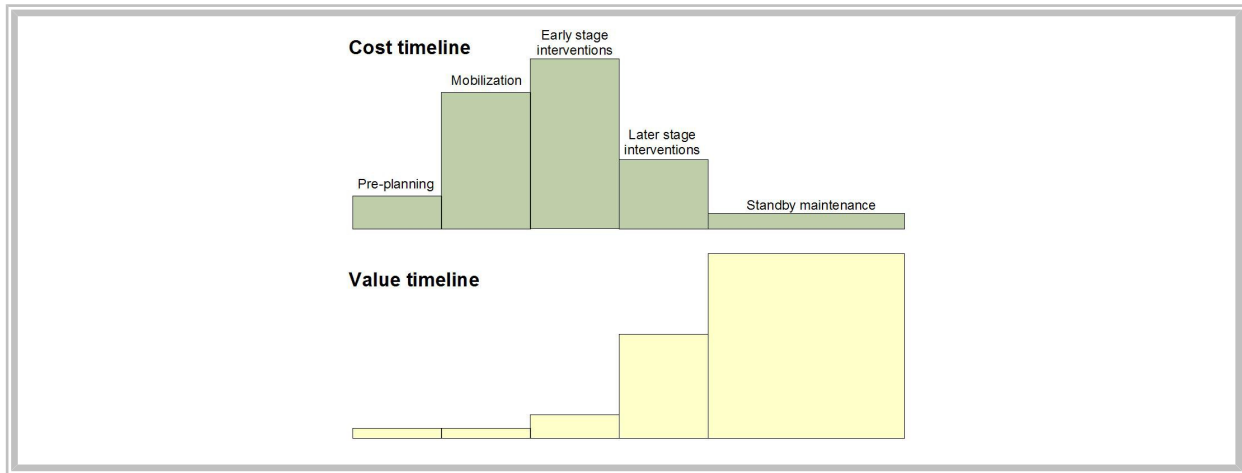 Cost timeline
Early stage
interventions
Mobilization
Later stage
interventions
Pre-planning
Standby maintenance
Value timeline